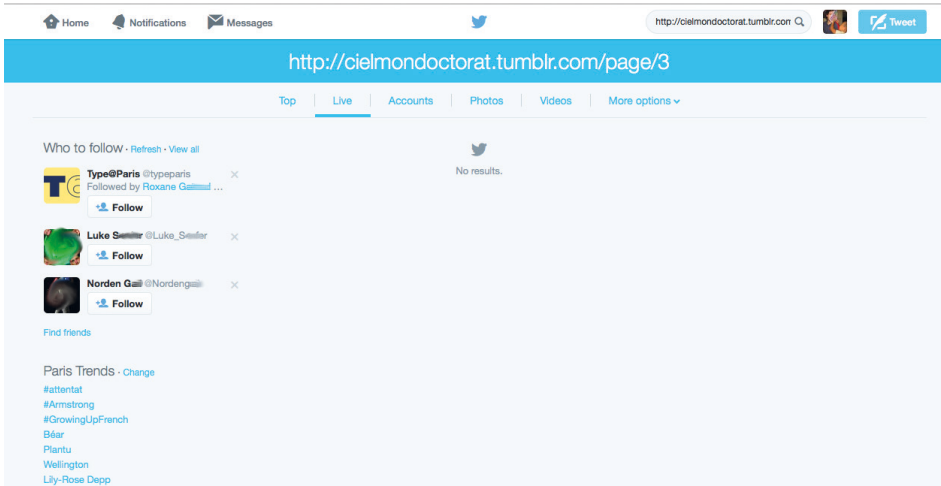 Home Notifications Messages http://cielmondoctorat.tumblr.com Tweet
http://cielmondoctorat.tumblr.com/page/3
Top Live Accounts Photos Videos More options
Who to follow · Refresh · View all
Type@Paris @typeparis
Followed by Roxane ...
Follow
Luke @Luke_
Follow
Norden @Norden
Follow
Find friends
Paris Trends · Change
#attentat
#Armstrong
#GrowingUpFrench
Béar
Plantu
Wellington
Lily-Rose Depp
No results.